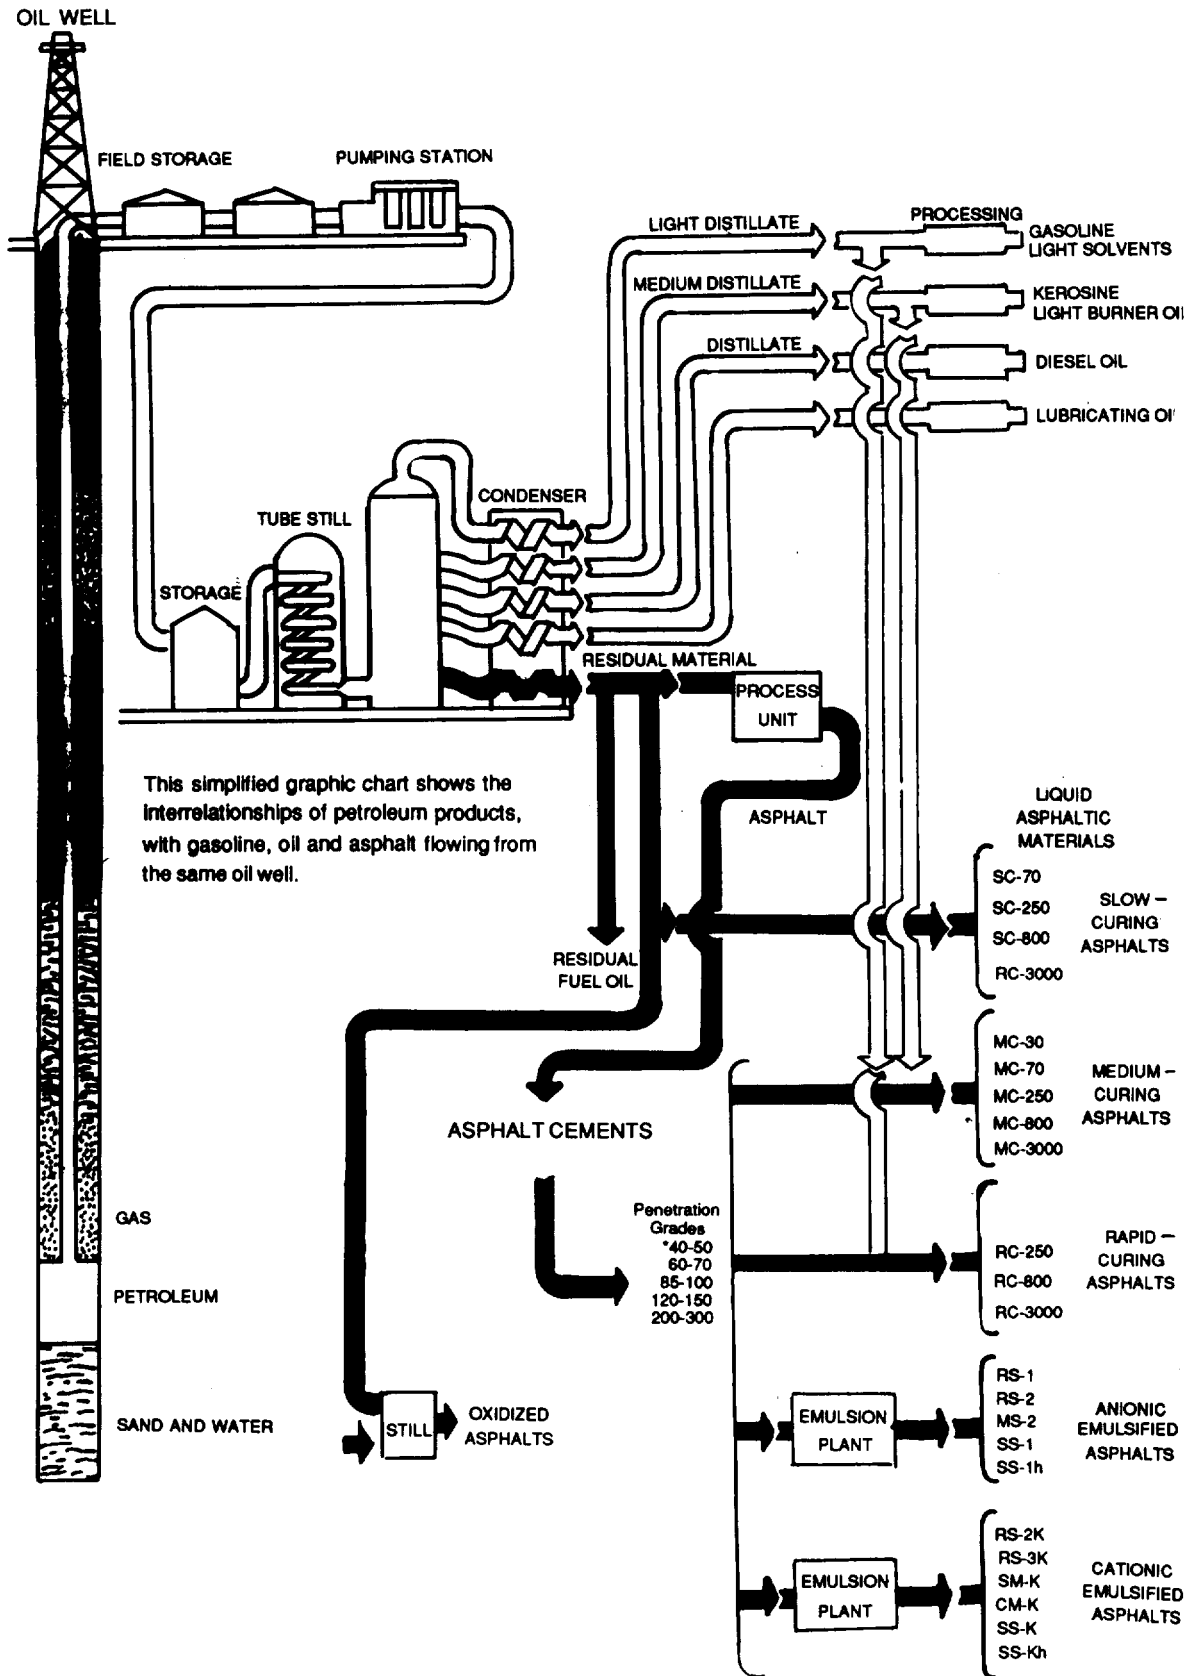 OIL WELL
FIELD STORAGE
PUMPING STATION
LIGHT DISTILLATE
PROCESSING
GASOLINE
LIGHT SOLVENTS
MEDIUM DISTILLATE
KEROSINE
LIGHT BURNER OIL
DISTILLATE
DIESEL OIL
LUBRICATING OI
CONDENSER
TUBE STILL
STORAGE
RESIDUAL MATERIAL
PROCESS
UNIT
This simplified graphic chart shows the
interrelationships of petroleum products,
with gasoline, oil and asphalt flowing from
the same oil well.
ASPHALT
LIQUID
ASPHALTIC
MATERIALS
SC-70
SC-250
SC-800
RC-3000
SLOW –
CURING
ASPHALTS
RESIDUAL
FUEL OIL
MC-30
MC-70
MC-250
MC-800
MC-3000
MEDIUM –
CURING
ASPHALTS
ASPHALT CEMENTS
Penetration
Grades
*40-50
60-70
85-100
120-150
200-300
RC-250
RC-800
RC-3000
RAPID –
CURING
ASPHALTS
GAS
PETROLEUM
SAND AND WATER
STILL
OXIDIZED
ASPHALTS
EMULSION
PLANT
RS-1
RS-2
MS-2
SS-1
SS-1h
ANIONIC
EMULSIFIED
ASPHALTS
EMULSION
PLANT
RS-2K
RS-3K
SM-K
CM-K
SS-K
SS-Kh
CATIONIC
EMULSIFIED
ASPHALTS